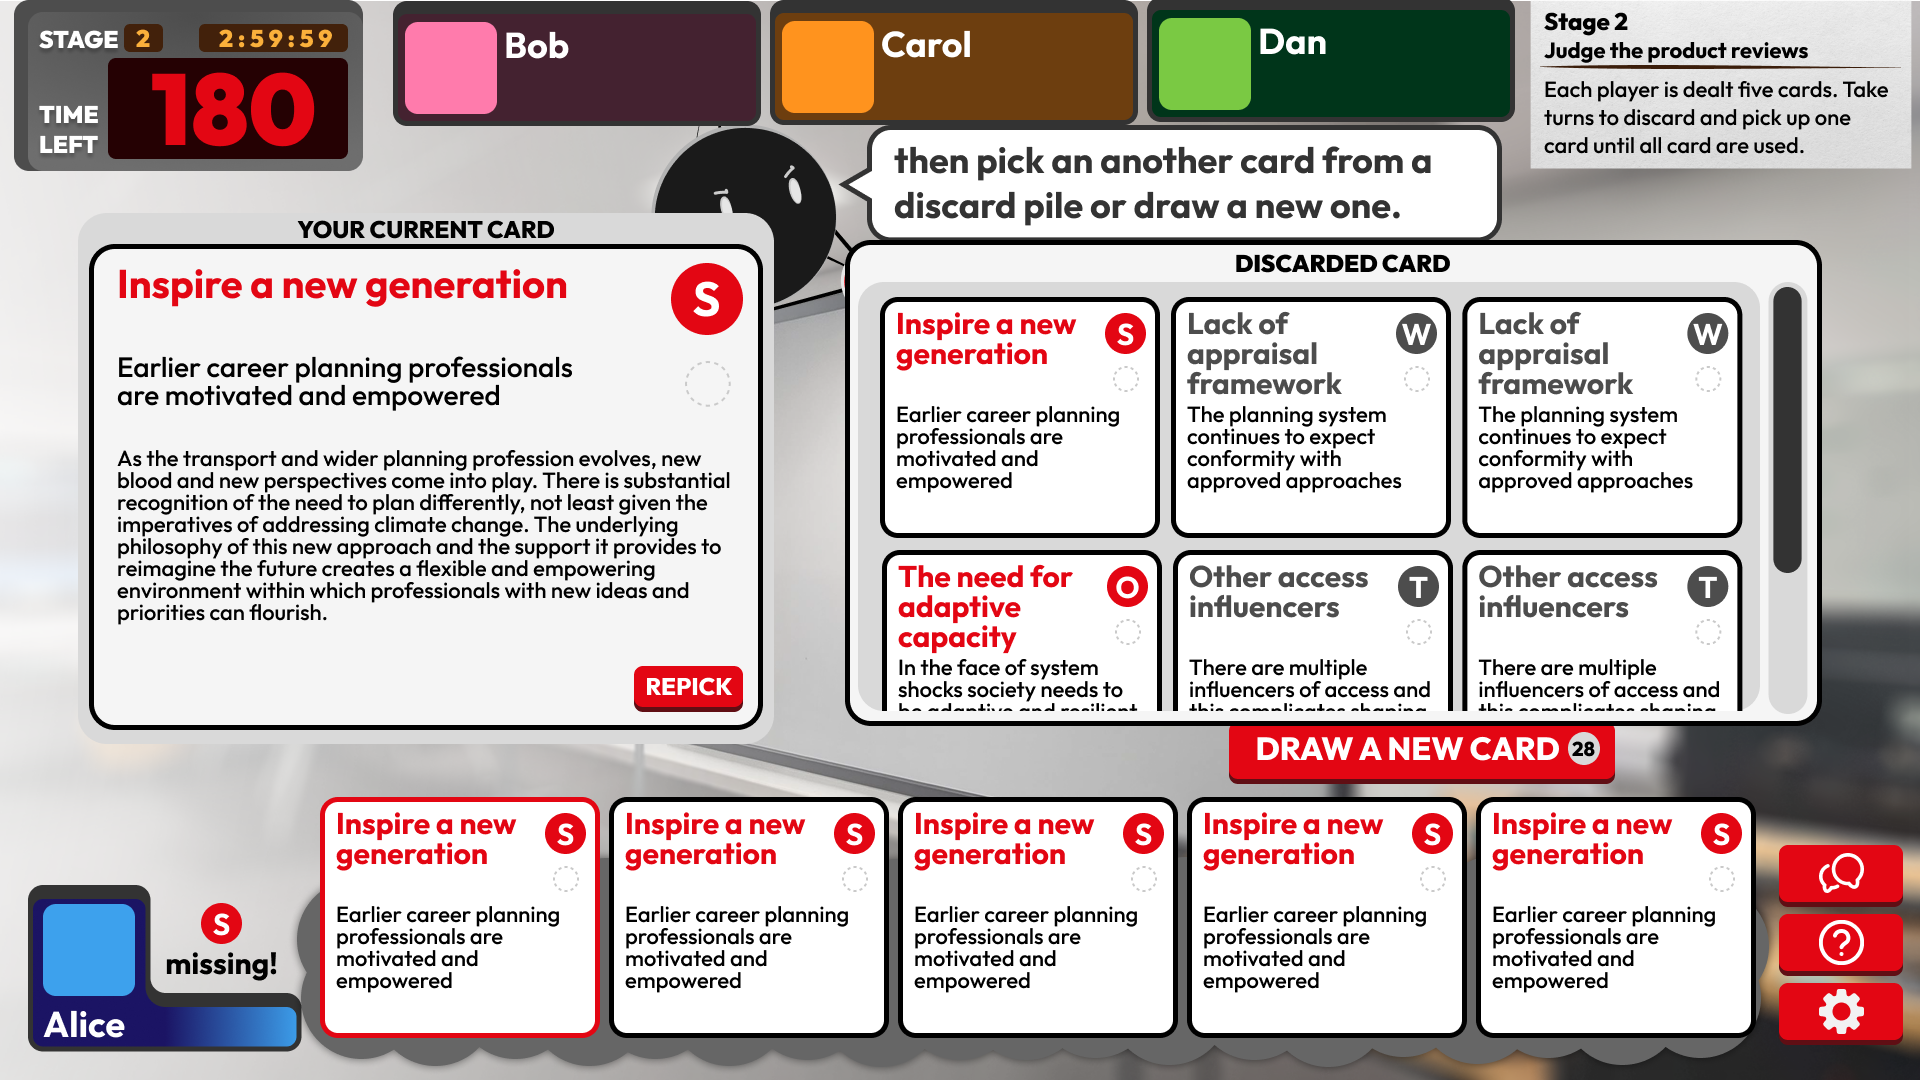 STAGE 2
2:59:59
TIME
LEFT
180
Bob
Carol
Dan
Stage 2
Judge the product reviews
Each player is dealt five cards. Take
turns to discard and pick up one
card until all card are used.
then pick an another card from a
discard pile or draw a new one.
YOUR CURRENT CARD
Inspire a new generation
S
Earlier career planning professionals
are motivated and empowered
As the transport and wider planning profession evolves, new
blood and new perspectives come into play. There is substantial
recognition of the need to plan differently, not least given the
imperatives of addressing climate change. The underlying
philosophy of this new approach and the support it provides to
reimagine the future creates a flexible and empowering
environment within which professionals with new ideas and
priorities can flourish.
REPICK
DISCARDED CARD
Inspire a new
generation
S
Earlier career planning
professionals are
motivated and
empowered
Lack of
appraisal
framework
W
The planning system
continues to expect
conformity with
approved approaches
Lack of
appraisal
framework
W
The planning system
continues to expect
conformity with
approved approaches
The need for
adaptive
capacity
O
In the face of system
shocks society needs to
be adaptive and resilient
Other access
influencers
T
There are multiple
influencers of access and
this complicates shaping
Other access
influencers
T
There are multiple
influencers of access and
this complicates shaping
DRAW A NEW CARD 28
Inspire a new
generation
S
Earlier career planning
professionals are
motivated and
empowered
Inspire a new
generation
S
Earlier career planning
professionals are
motivated and
empowered
Inspire a new
generation
S
Earlier career planning
professionals are
motivated and
empowered
Inspire a new
generation
S
Earlier career planning
professionals are
motivated and
empowered
Inspire a new
generation
S
Earlier career planning
professionals are
motivated and
empowered
S
missing!
Alice
?